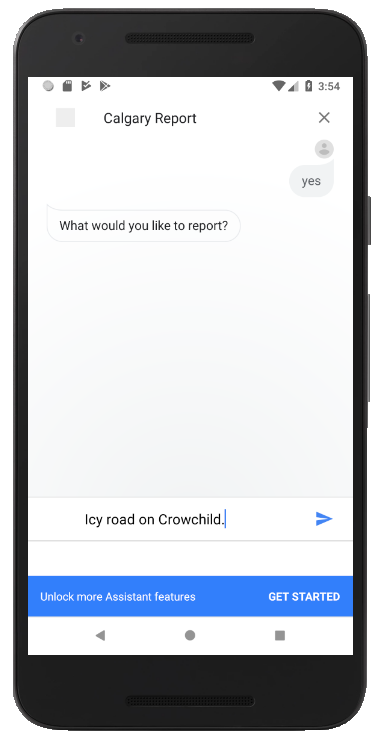 3:54
Calgary Report
yes
What would you like to report?
Icy road on Crowchild.
Unlock more Assistant features GET STARTED